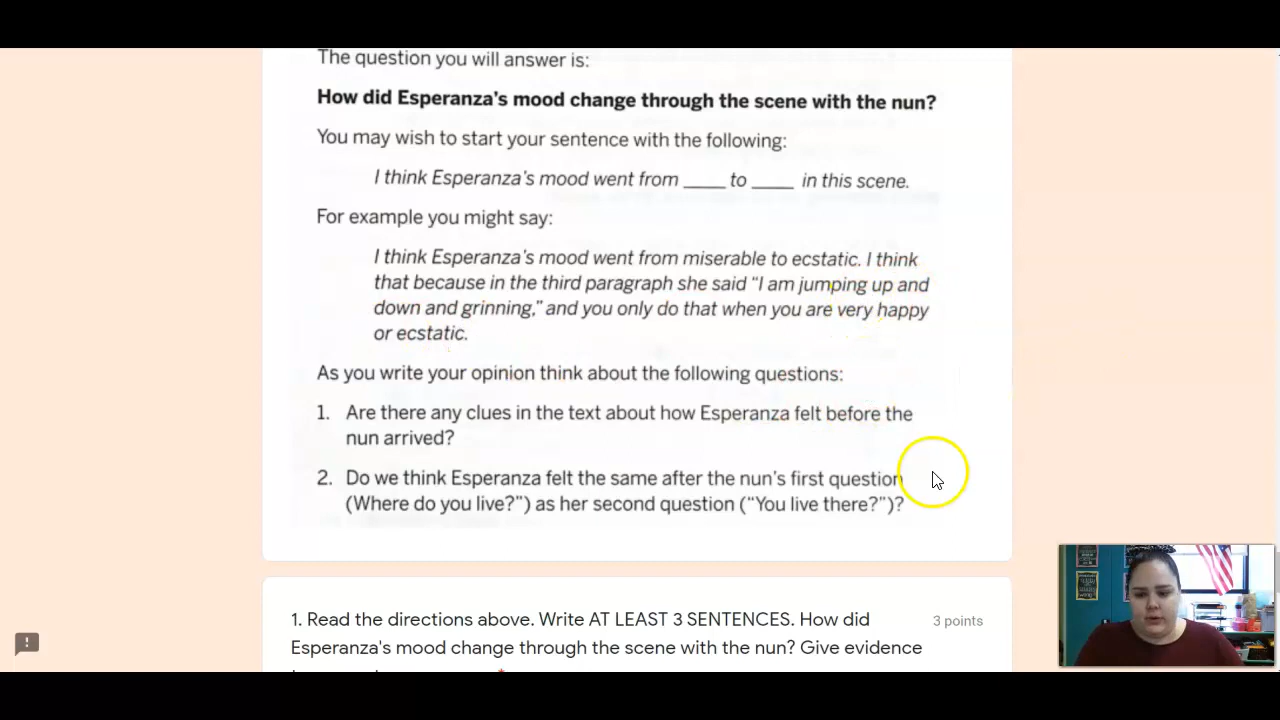 The question you will answer is:
How did Esperanza's mood change through the scene with the nun?
You may wish to start your sentence with the following:
I think Esperanza's mood went from ____ to ____ in this scene.
For example you might say:
I think Esperanza's mood went from miserable to ecstatic. I think
that because in the third paragraph she said "I am jumping up and
down and grinning," and you only do that when you are very happy
or ecstatic.
As you write your opinion think about the following questions:
1. Are there any clues in the text about how Esperanza felt before the
nun arrived?
2. Do we think Esperanza felt the same after the nun's first question
(Where do you live?") as her second question ("You live there?")?
1. Read the directions above. Write AT LEAST 3 SENTENCES. How did
3 points
Esperanza's mood change through the scene with the nun? Give evidence